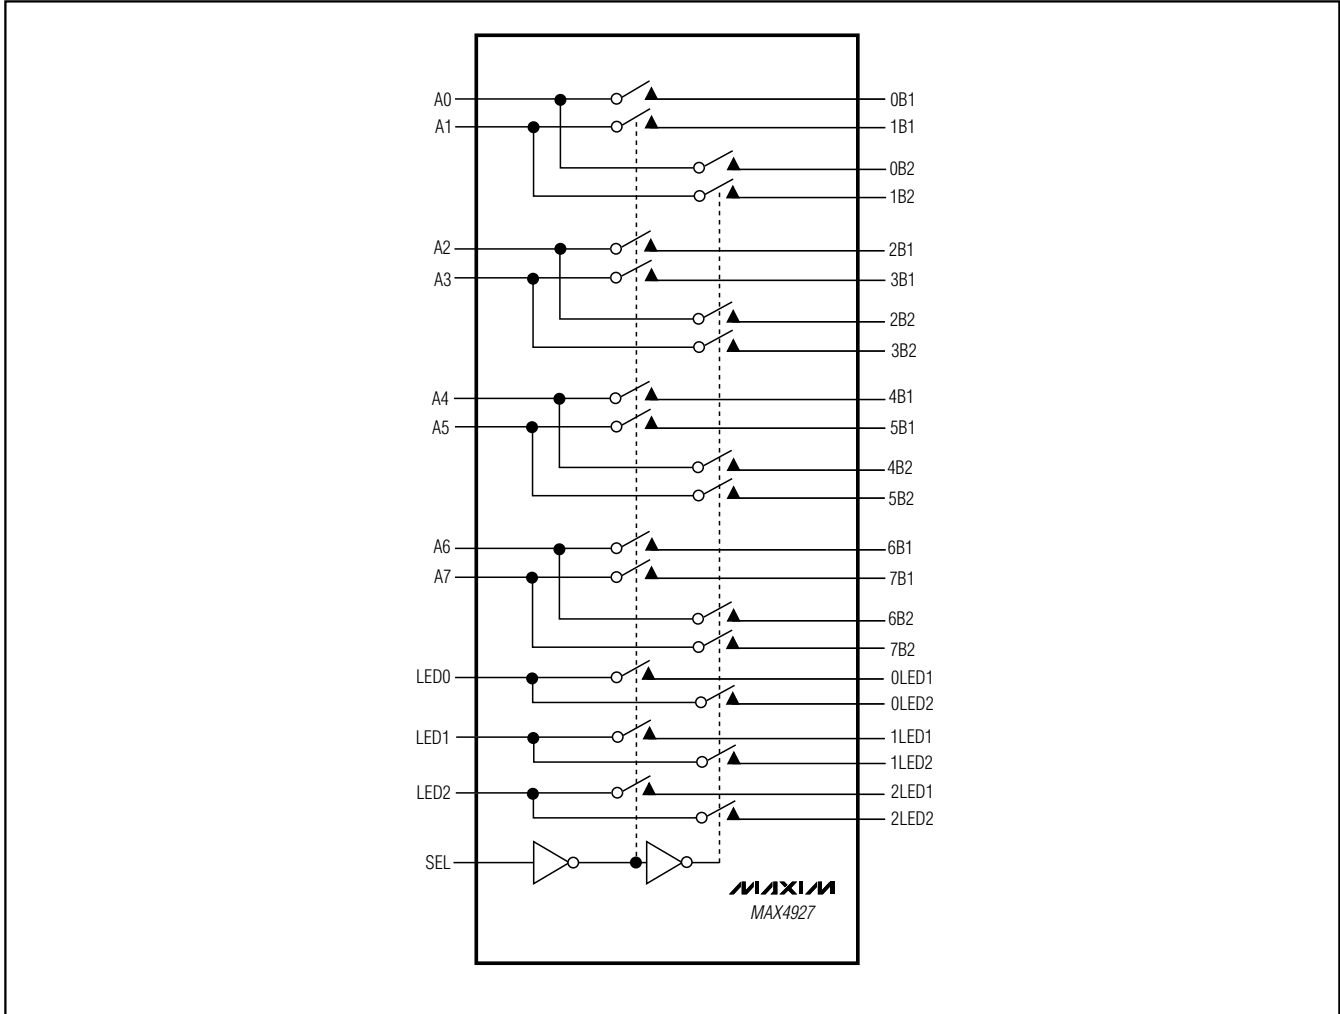 A0 0B1
A1 1B1
0B2
1B2
A2 2B1
A3 3B1
2B2
3B2
A4 4B1
A5 5B1
4B2
5B2
A6 6B1
A7 7B1
6B2
7B2
LED0 0LED1
0LED2
LED1 1LED1
1LED2
LED2 2LED1
2LED2
SEL
MAXIM
MAX4927